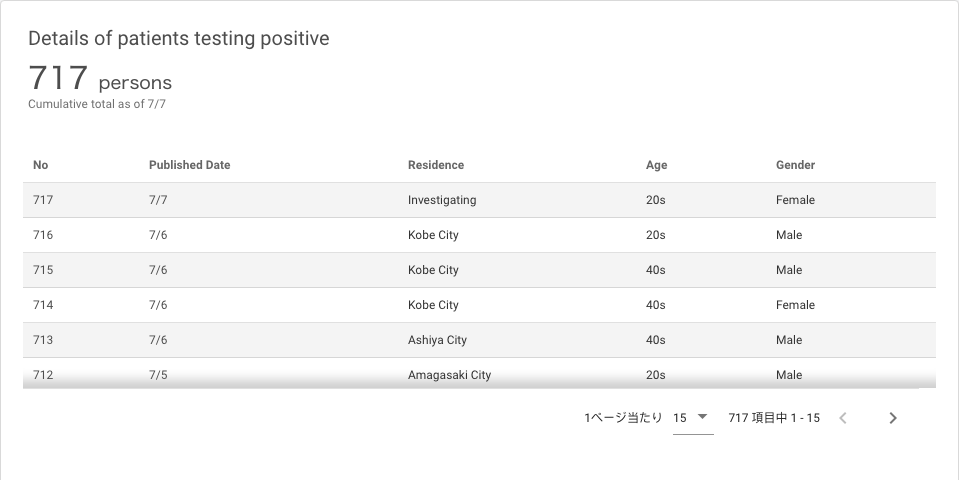 Details of patients testing positive
717 persons
Cumulative total as of 7/7
No Published Date Residence Age Gender
717 7/7 Investigating 20s Female
716 7/6 Kobe City 20s Male
715 7/6 Kobe City 40s Male
714 7/6 Kobe City 40s Female
713 7/6 Ashiya City 40s Male
712 7/5 Amagasaki City 20s Male
1ページ当たり 15 717 項目中 1 - 15